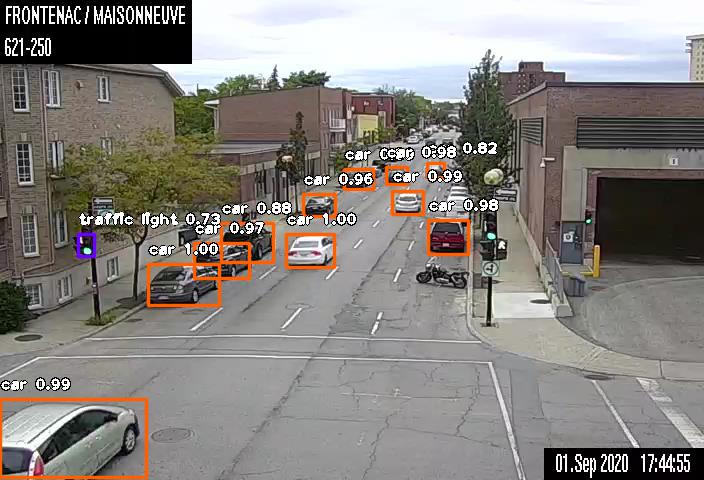 FRONTENAC / MAISONNEUVE
621-250
car 0.98
car 0.82
car 0.96
car 0.99
car 0.88
traffic light 0.73
car 0.97
car 1.00
car 0.98
car 1.00
car 0.99
01.Sep 2020 17:44:55